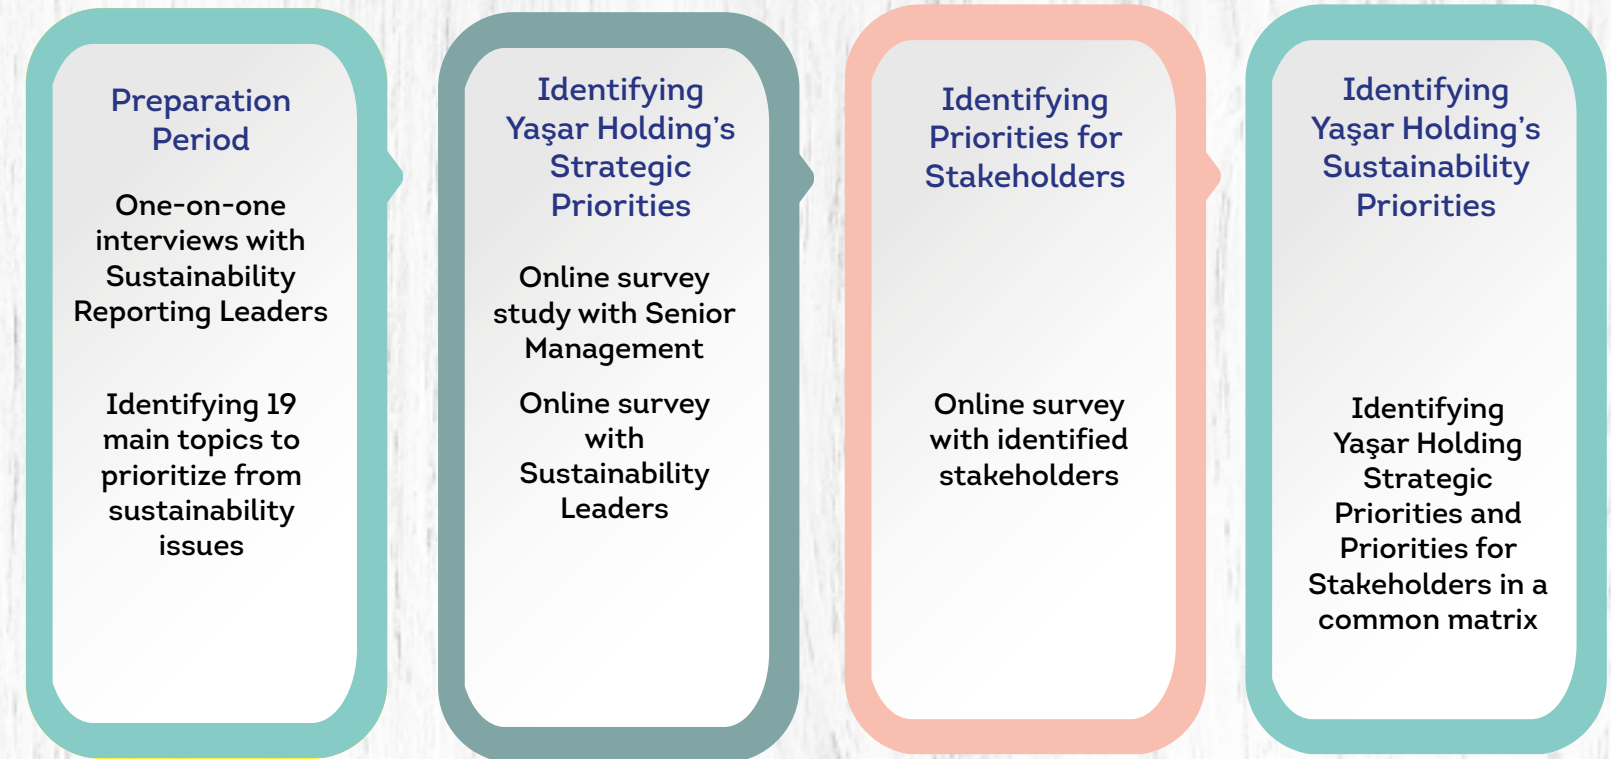 Preparation
Period
One-on-one
interviews with
Sustainability
Reporting Leaders
Identifying 19
main topics to
prioritize from
sustainability
issues
Identifying
Yaşar Holding's
Strategic
Priorities
Online survey
study with Senior
Management
Online survey
with
Sustainability
Leaders
Identifying
Priorities for
Stakeholders
Online survey
with identified
stakeholders
Identifying
Yaşar Holding's
Sustainability
Priorities
Identifying
Yaşar Holding
Strategic
Priorities and
Priorities for
Stakeholders in a
common matrix